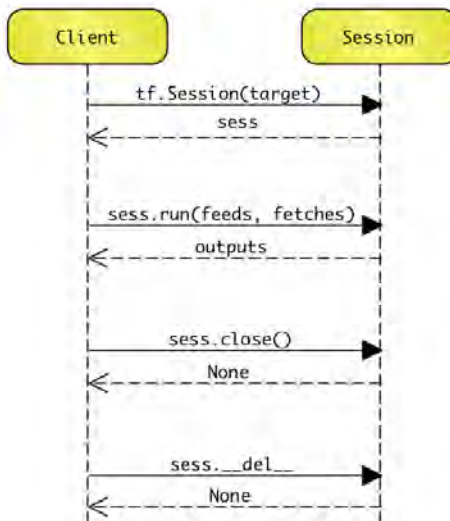 Client
Session
tf.Session(target)
sess
sess.run(feeds, fetches)
outputs
sess.close()
None
sess.__del__
None